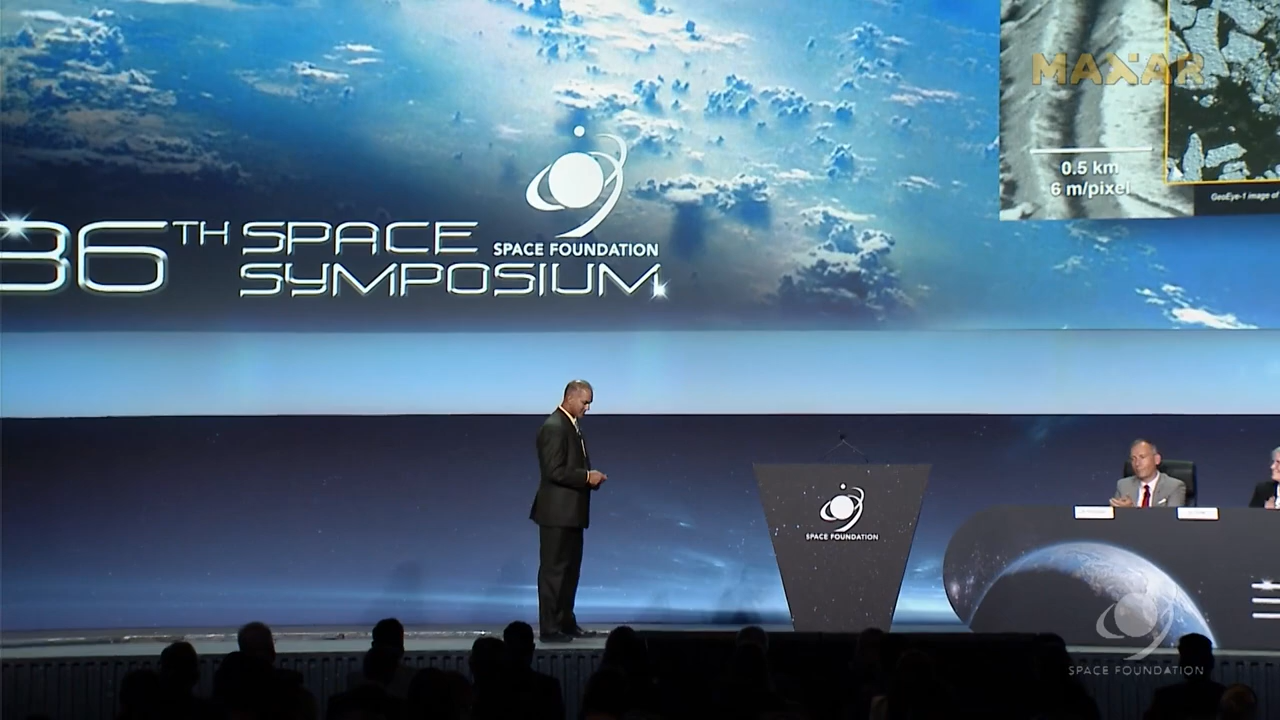 MAXAR
0.5 km
6 m/pixel
GeoEye-1 image of
36TH SPACE
SYMPOSIUM
SPACE FOUNDATION
SPACE FOUNDATION
SPACE FOUNDATION